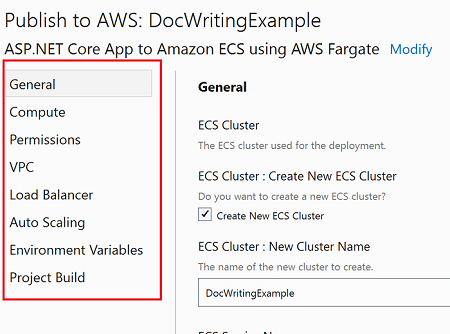 Publish to AWS: DocWritingExample
ASP.NET Core App to Amazon ECS using AWS Fargate Modify
General
Compute
Permissions
VPC
Load Balancer
Auto Scaling
Environment Variables
Project Build
General
ECS Cluster
The ECS cluster used for the deployment.
ECS Cluster : Create New ECS Cluster
Do you want to create a new ECS cluster?
Create New ECS Cluster
ECS Cluster : New Cluster Name
The name of the new cluster to create.
DocWritingExample